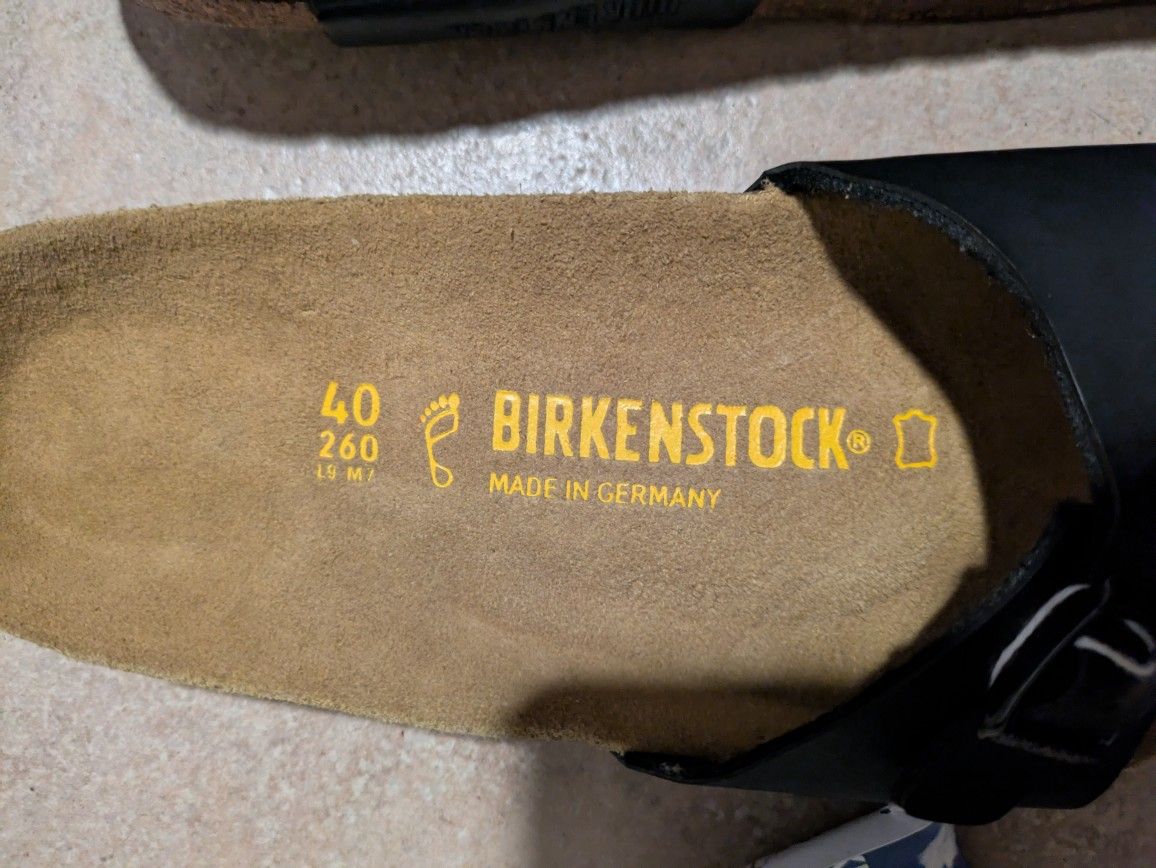 40
260
L9 M7
BIRKENSTOCK®
MADE IN GERMANY